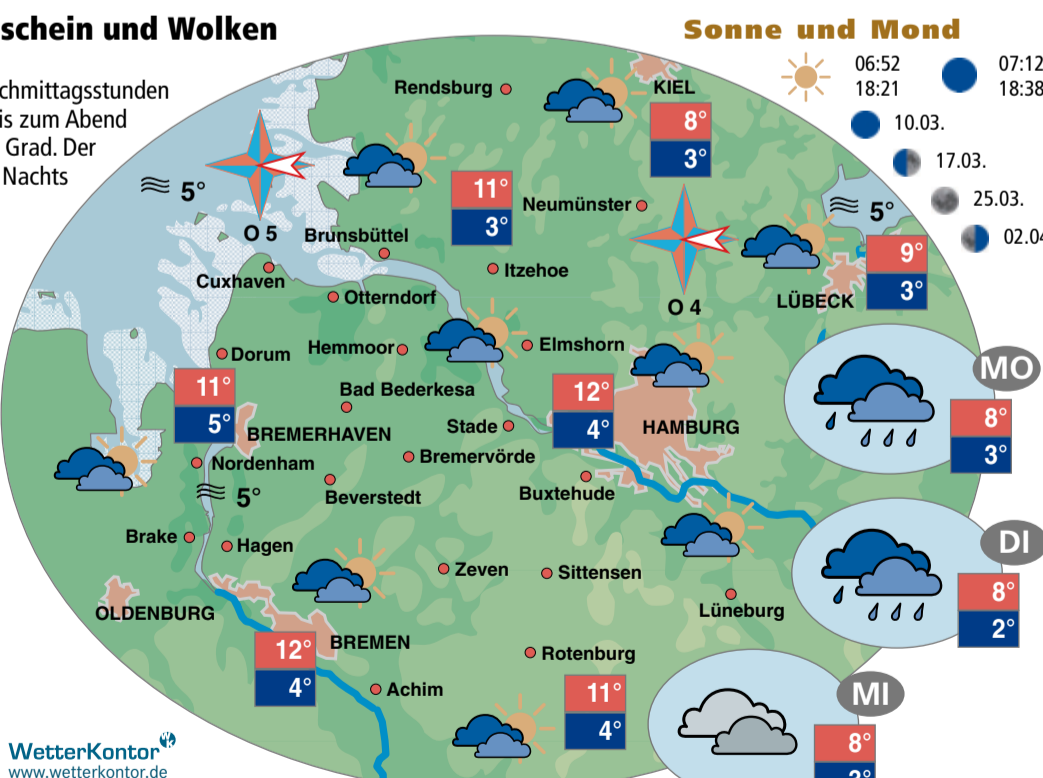 schein und Wolken
chmittagsstunden
is zum Abend
Grad. Der
Nachts
Sonne und Mond
06:52
18:21
07:12
18:38
10.03.
17.03.
25.03.
02.04
Rendsburg
KIEL
8°
3°
5°
O 5
11°
3°
Neumünster
5°
Brunsbüttel
Cuxhaven
Itzehoe
Otterndorf
O 4
9°
3°
LÜBECK
Dorum
Hemmoor
Elmshorn
MO
8°
3°
11°
5°
Bad Bederkesa
12°
4°
BREMERHAVEN
Stade
HAMBURG
Nordenham
Bremervörde
5°
Beverstedt
Buxtehude
Brake
Hagen
DI
8°
2°
Zeven
Sittensen
OLDENBURG
Lüneburg
BREMEN
12°
4°
Rotenburg
Achim
11°
4°
MI
8°
WetterKontor
www.wetterkontor.de